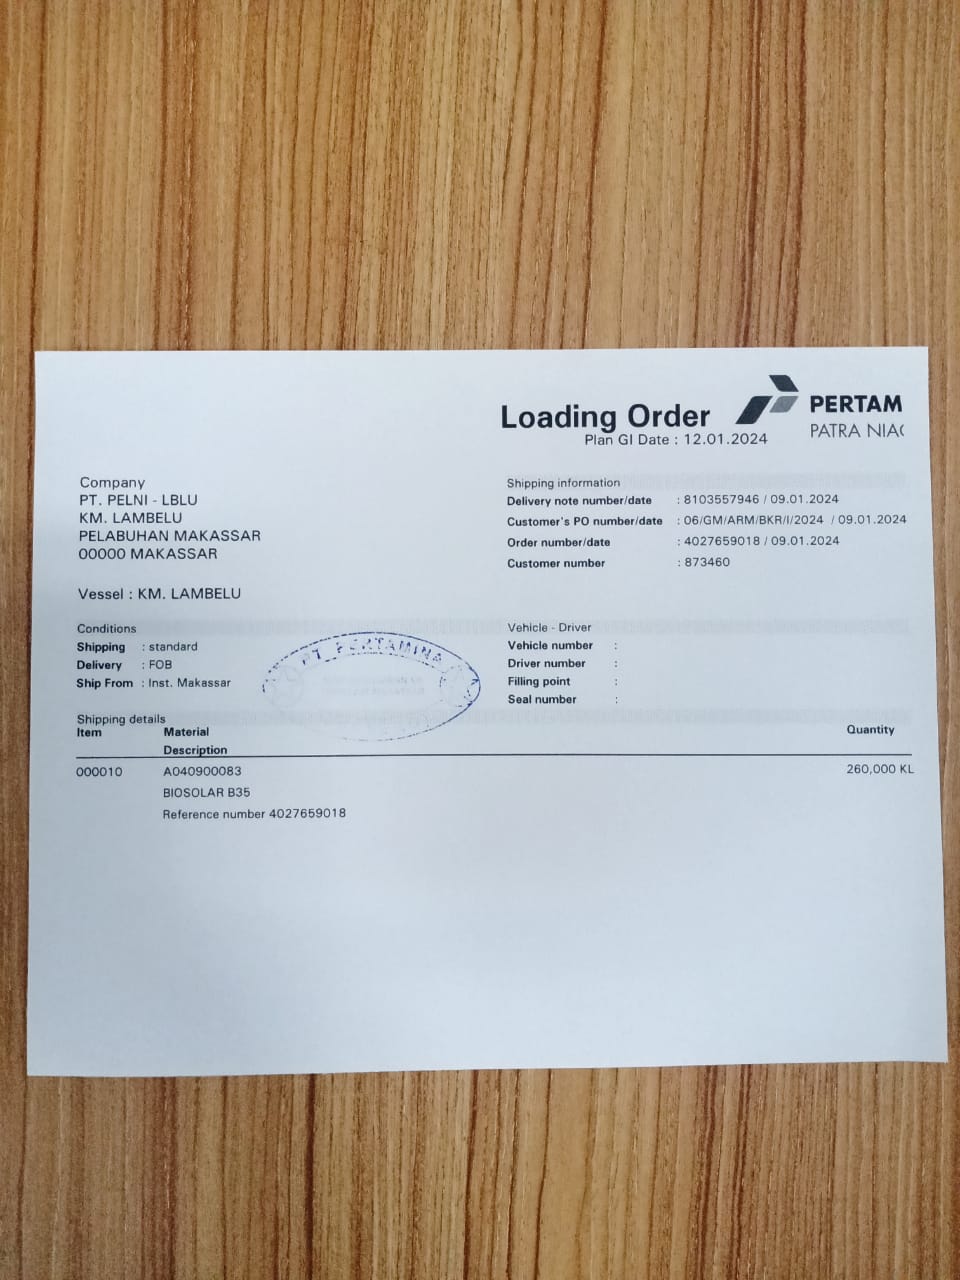 Loading Order
Plan GI Date : 12.01.2024
PERTAM
PATRA NIA
Company
PT. PELNI - LBLU
KM. LAMBELU
PELABUHAN MAKASSAR
00000 MAKASSAR
Vessel : KM. LAMBELU
Shipping information
Delivery note number/date : 8103557946 / 09.01.2024
Customer's PO number/date : 06/GM/ARM/BKR/I/2024 / 09.01.2024
Order number/date : 4027659018 / 09.01.2024
Customer number : 873460
Conditions
Shipping : standard
Delivery : FOB
Ship From : Inst. Makassar
PT. PERTAMINA
Vehicle - Driver
Vehicle number :
Driver number :
Filling point :
Seal number :
Shipping details
Item Material Quantity
Description
000010 A040900083 260,000 KL
BIOSOLAR B35
Reference number 4027659018